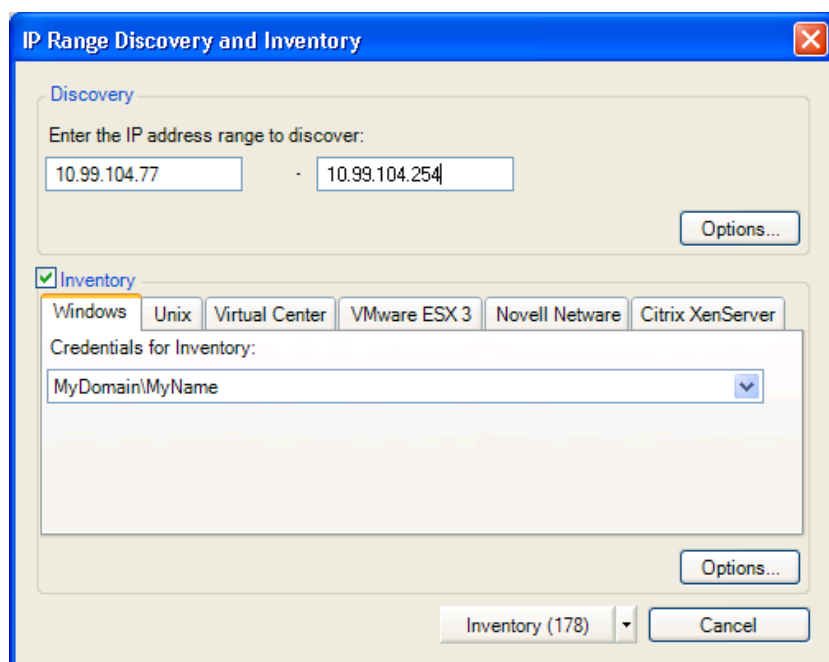 IP Range Discovery and Inventory
Discovery
Enter the IP address range to discover:
10.99.104.77 - 10.99.104.254
Options...
Inventory
Windows Unix Virtual Center VMware ESX 3 Novell Netware Citrix XenServer
Credentials for Inventory:
MyDomain\MyName
Options...
Inventory (178) Cancel